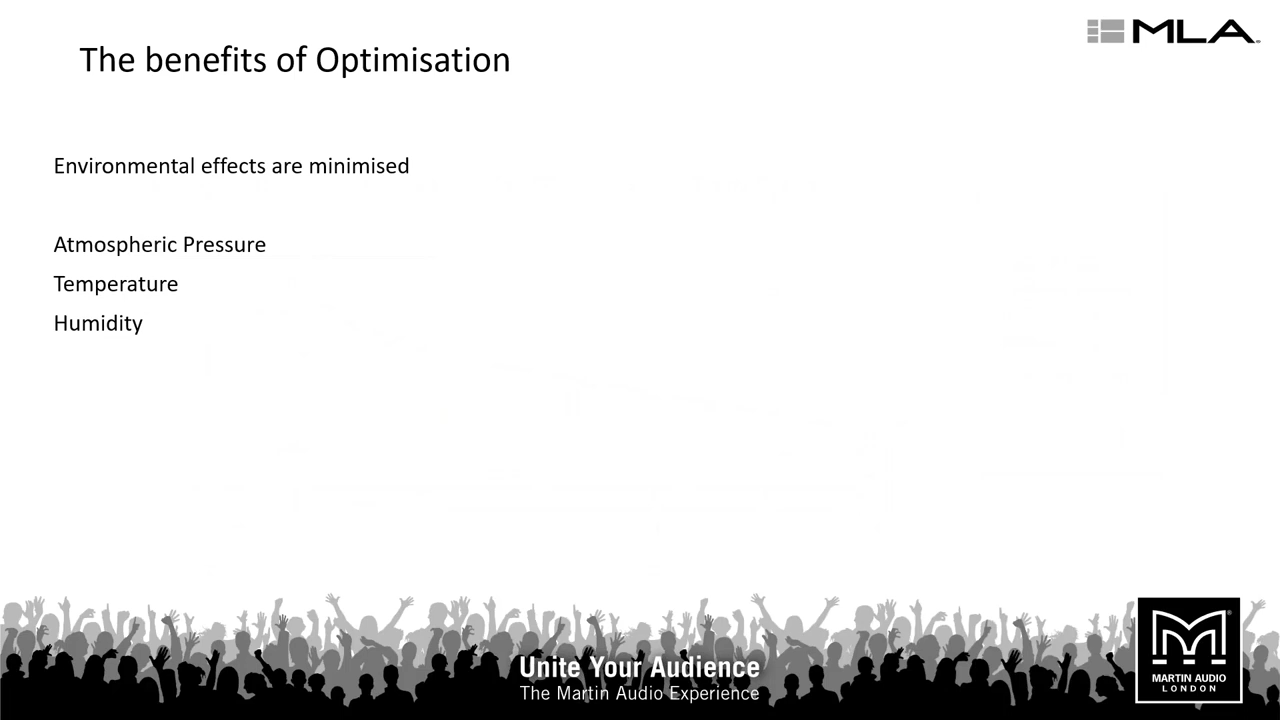 The benefits of Optimisation
MLA
Environmental effects are minimised
Atmospheric Pressure
Temperature
Humidity
Unite Your Audience
The Martin Audio Experience
MARTIN AUDIO
LONDON